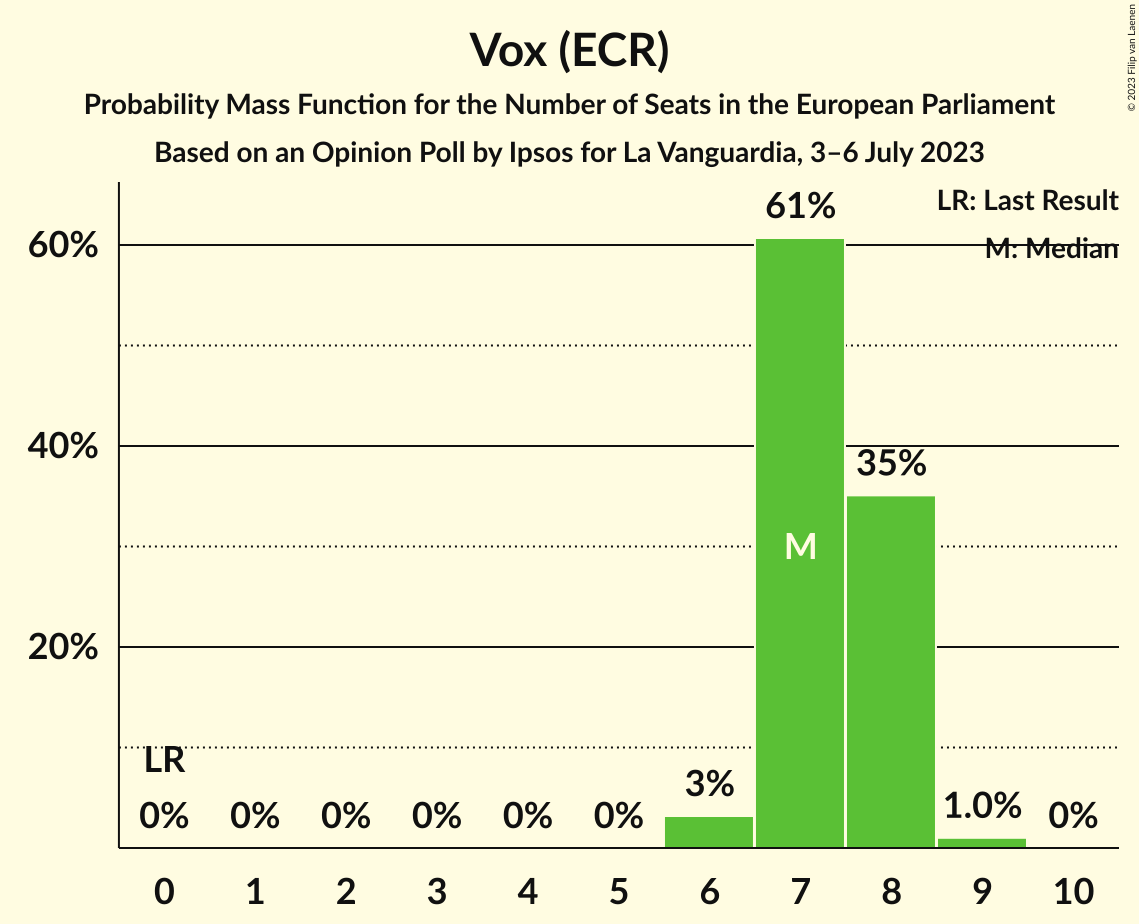 Vox (ECR)
Probability Mass Function for the Number of Seats in the European Parliament
Based on an Opinion Poll by Ipsos for La Vanguardia, 3–6 July 2023
© 2023 Filip van Laenen
LR: Last Result
M: Median
61%
60%
40%
35%
M
20%
LR
0% 0% 0% 0% 0% 0% 3% 1.0% 0%
0 1 2 3 4 5 6 7 8 9 10